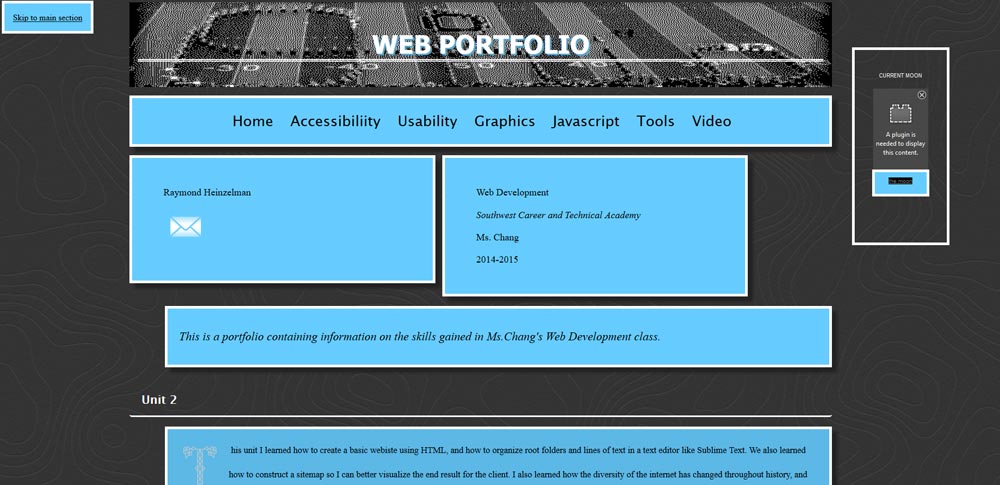 Skip to main section
WEB PORTFOLIO
Home Accessibiliity Usability Graphics Javascript Tools Video
CURRENT MOON
A plugin is
needed to display
this content.
the moon
Raymond Heinzelman
Web Development
Southwest Career and Technical Academy
Ms. Chang
2014-2015
This is a portfolio containing information on the skills gained in Ms.Chang's Web Development class.
Unit 2
T his unit I learned how to create a basic webiste using HTML, and how to organize root folders and lines of text in a text editor like Sublime Text. We also learned
how to construct a sitemap so I can better visualize the end result for the client. I also learned how the diversity of the internet has changed throughout history, and